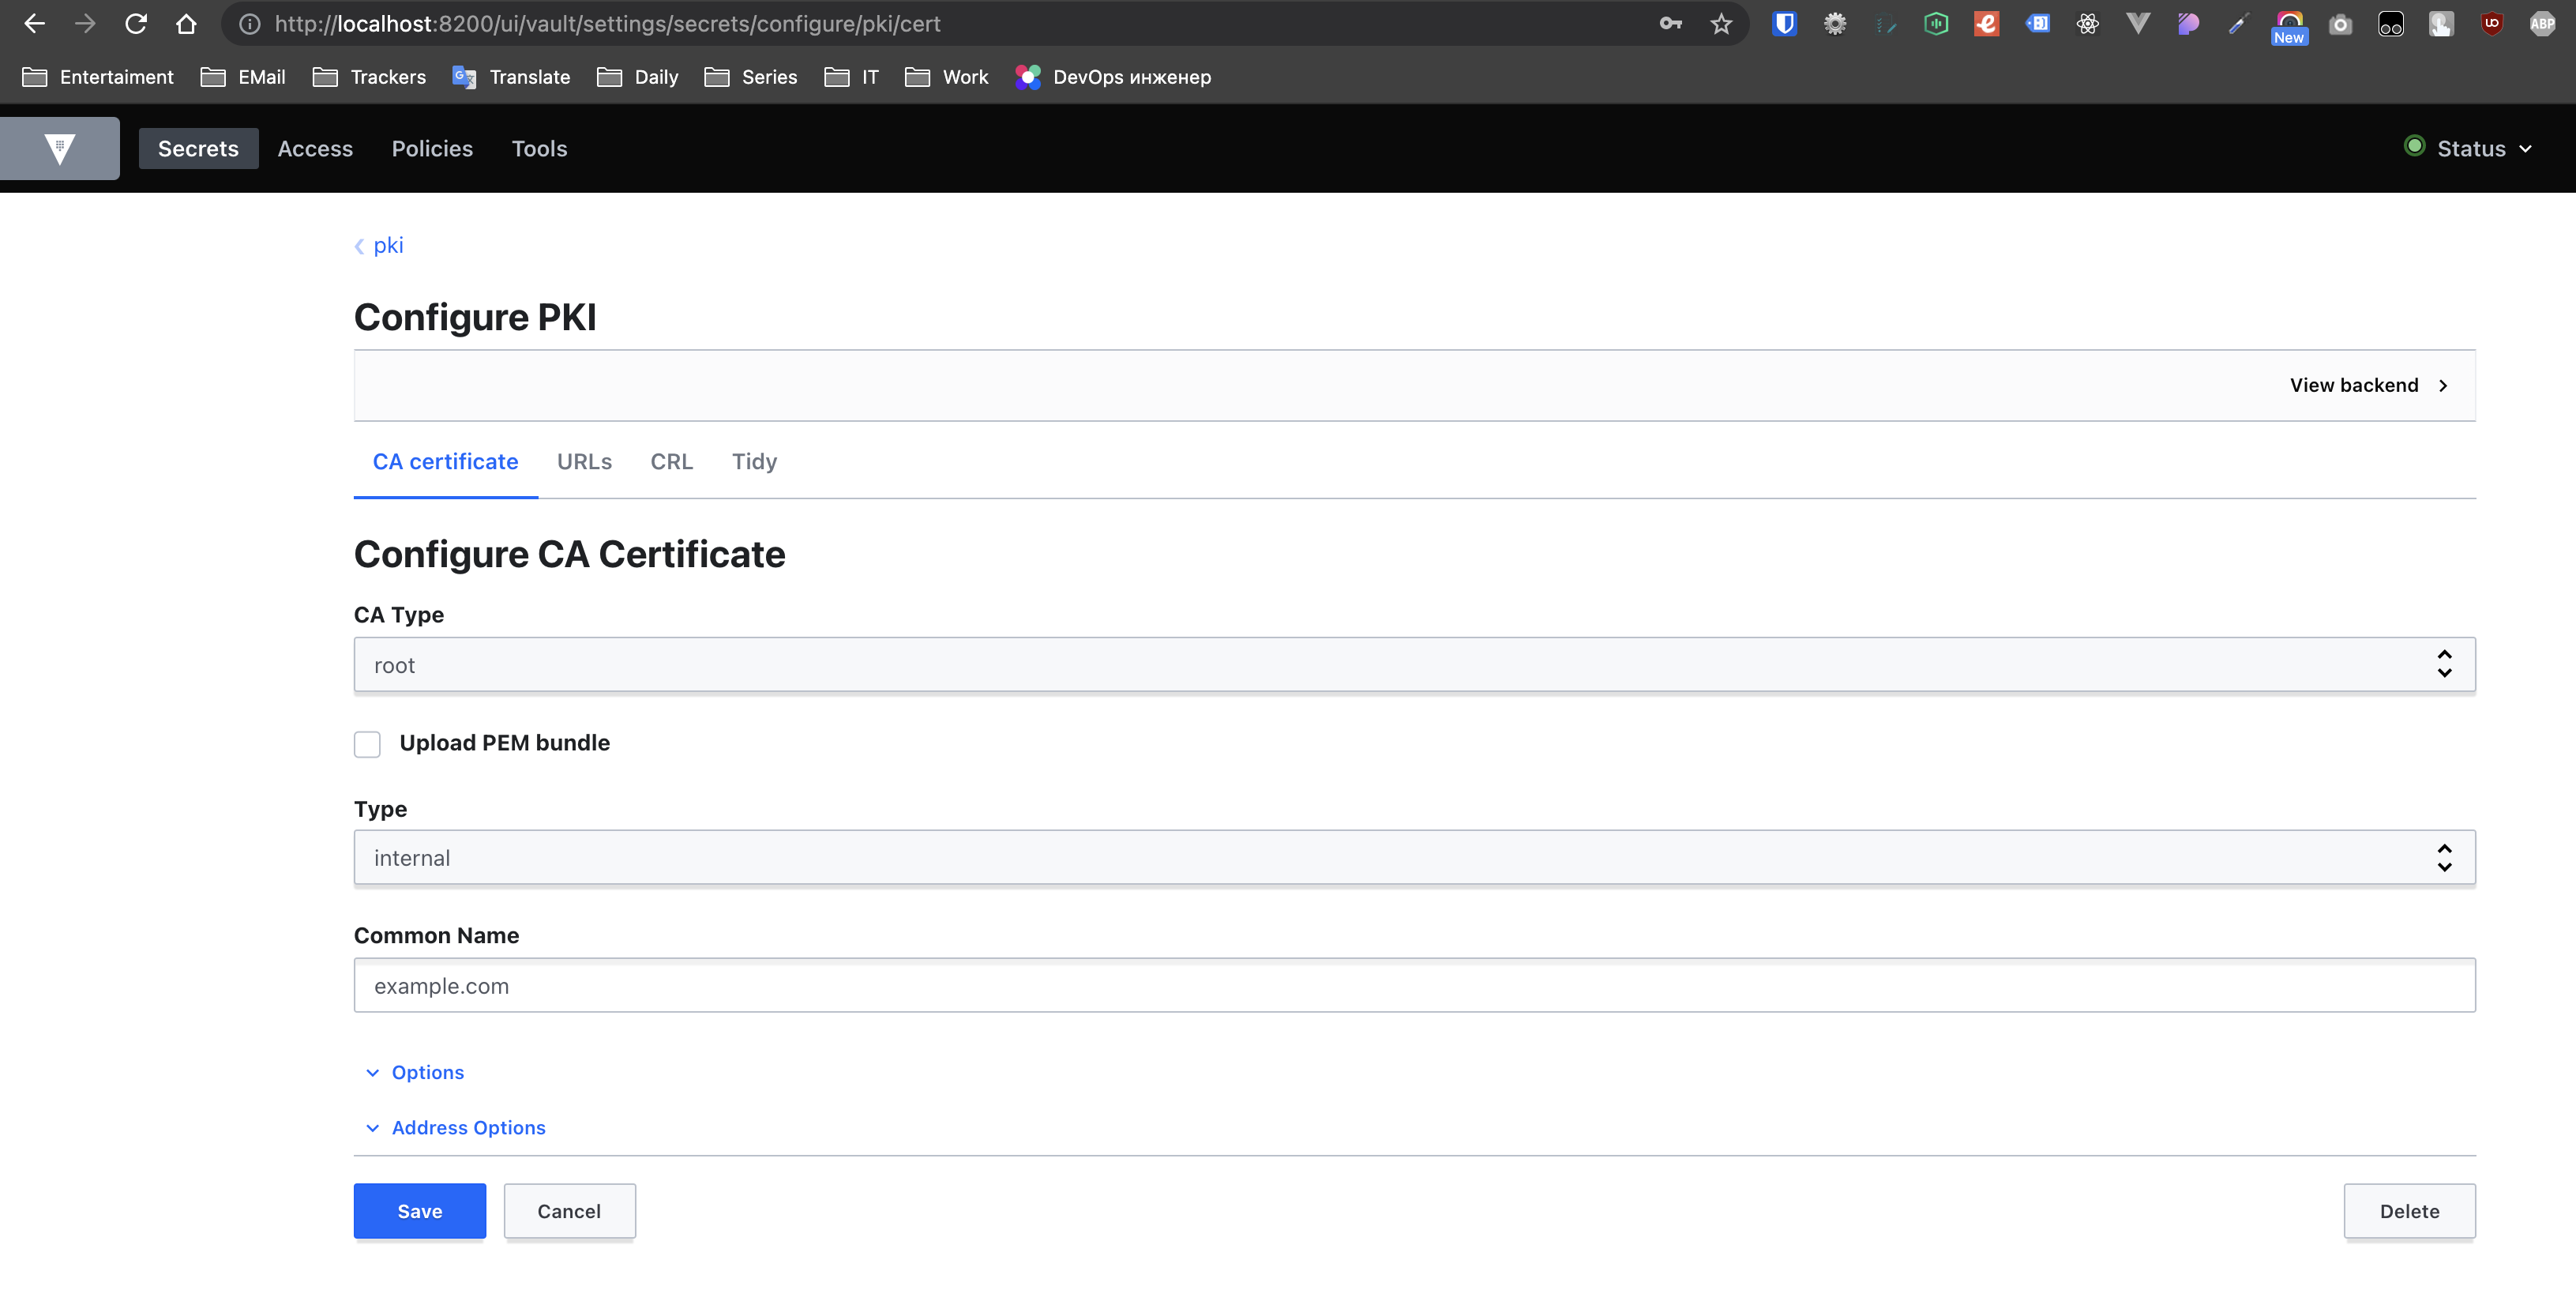 http://localhost:8200/ui/vault/settings/secrets/configure/pki/cert
New
ABP
Entertaiment EMail Trackers Translate Daily Series IT Work DevOps инженер
Secrets Access Policies Tools Status
pki
Configure PKI
View backend
CA certificate URLs CRL Tidy
Configure CA Certificate
CA Type
root
Upload PEM bundle
Type
internal
Common Name
example.com
Options
Address Options
Save Cancel Delete